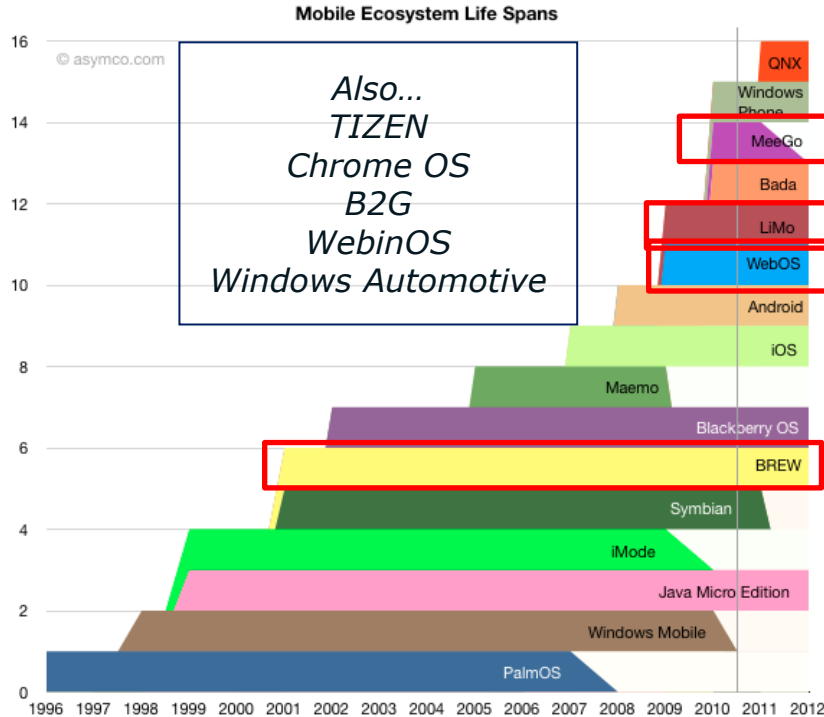 Mobile Ecosystem Life Spans
© asymco.com
16
14
12
10
8
6
4
2
0
Also...
TIZEN
Chrome OS
B2G
WebinOS
Windows Automotive
QNX
Windows
Phone
MeeGo
Bada
LiMo
WebOS
Android
iOS
Maemo
Blackberry OS
BREW
Symbian
iMode
Java Micro Edition
Windows Mobile
PalmOS
1996 1997 1998 1999 2000 2001 2002 2003 2004 2005 2006 2007 2008 2009 2010 2011 2012